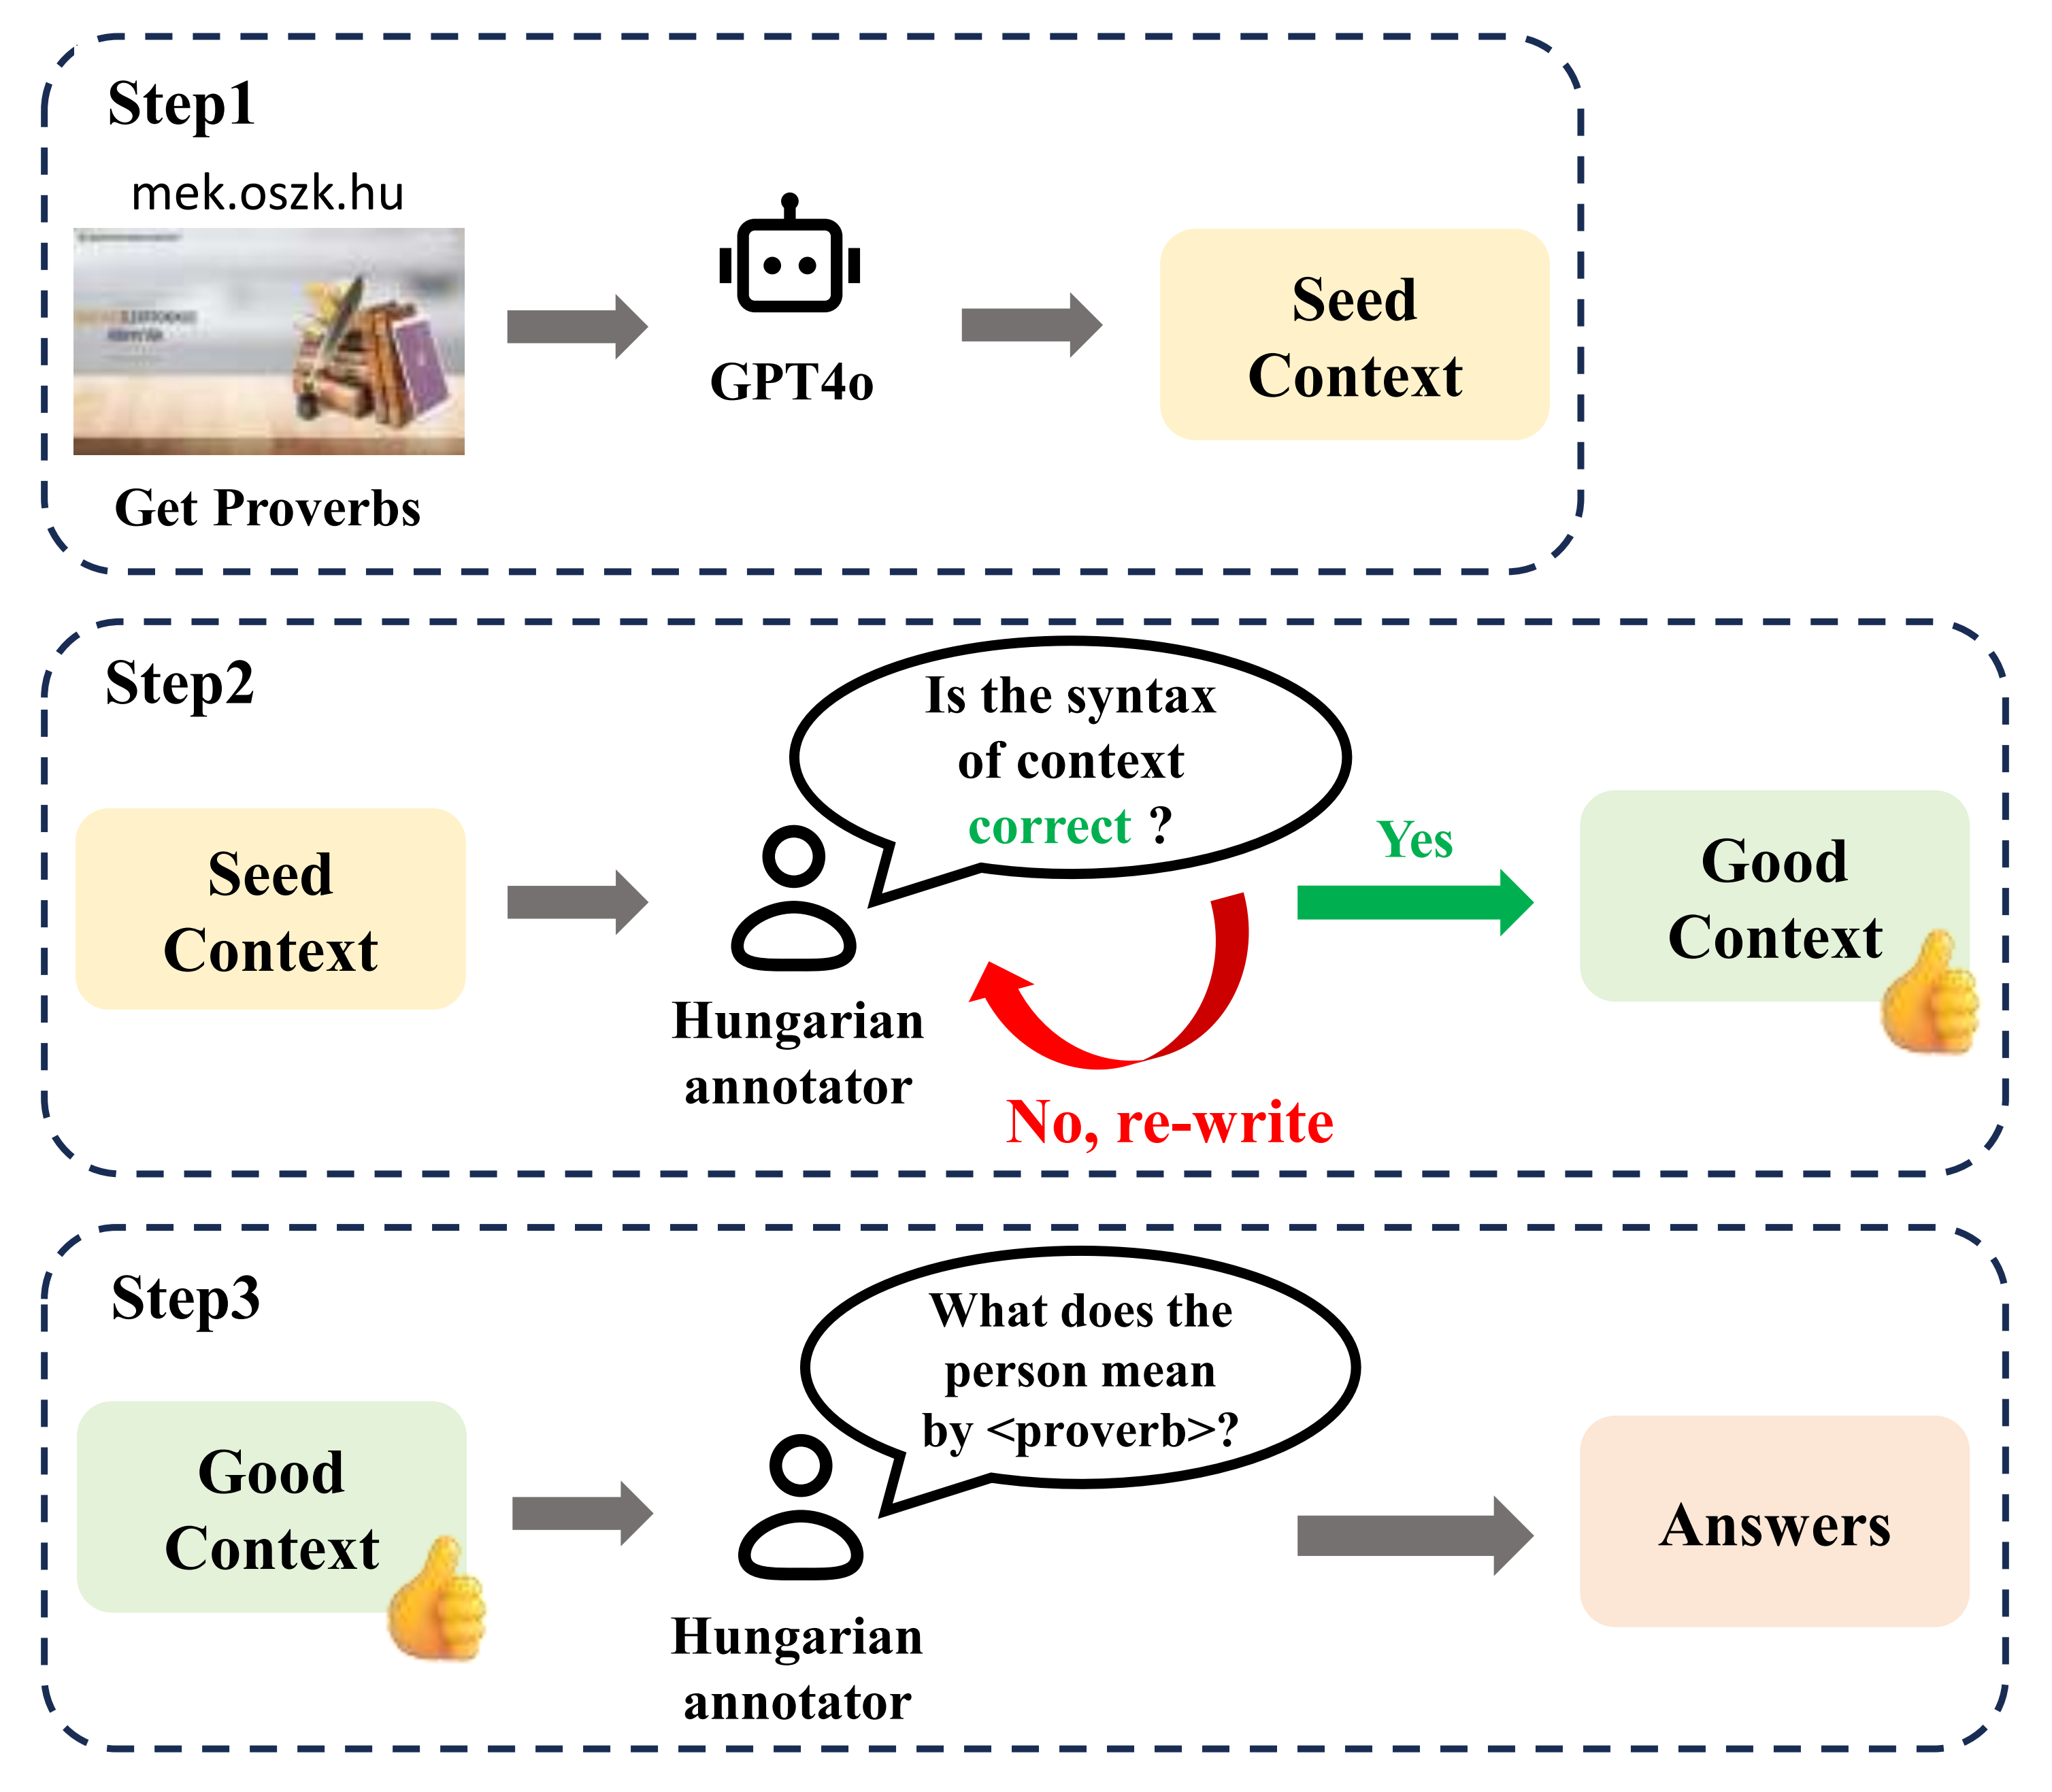 Step1
mek.oszk.hu
Get Proverbs
GPT4o
Seed
Context
Step2
Seed
Context
Hungarian
annotator
Is the syntax
of context
correct ?
Yes
No, re-write
Good
Context
Step3
Good
Context
Hungarian
annotator
What does the
person mean
by <proverb>?
Answers